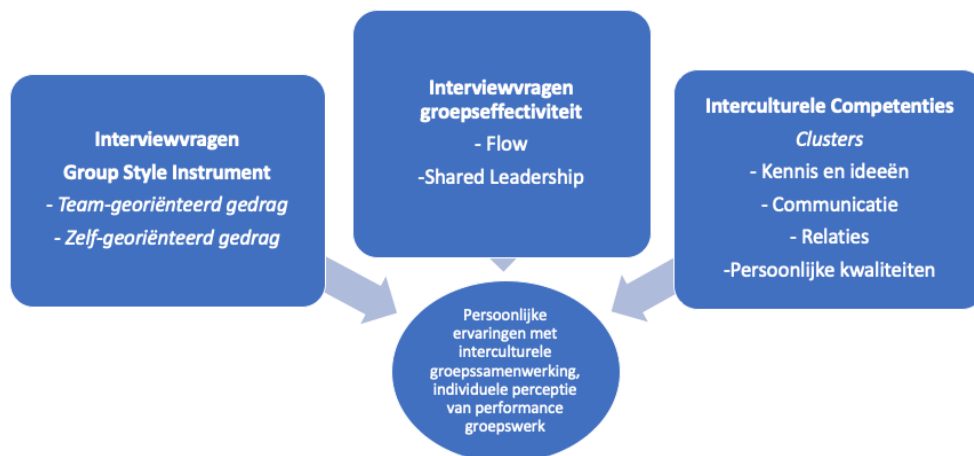 Interviewvragen
Group Style Instrument
- Team-georiënteerd gedrag
- Zelf-georiënteerd gedrag
Interviewvragen
groepseffectiviteit
- Flow
-Shared Leadership
Interculturele Competenties
Clusters
- Kennis en ideeën
- Communicatie
- Relaties
-Persoonlijke kwaliteiten
Persoonlijke
ervaringen met
interculturele
groepssamenwerking,
individuele perceptie
van performance
groepswerk